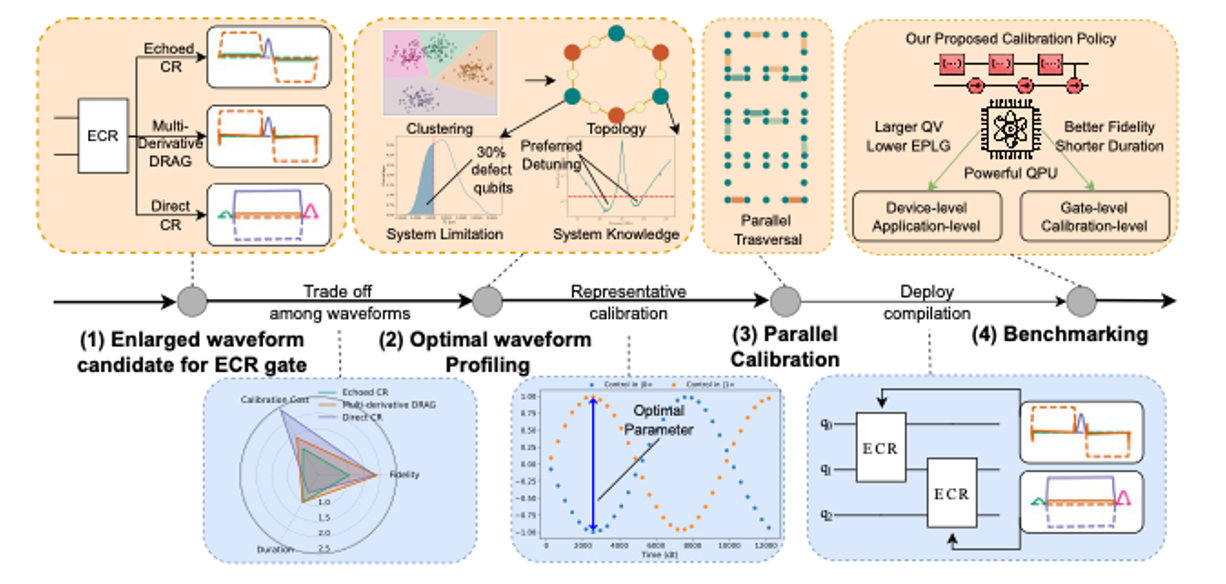 Echoed
CR
ECR
Multi-
Derivative
DRAG
Direct
CR
Clustering
Topology
30%
defect
qubits
Preferred
Detuning
System Limitation
System Knowledge
Parallel
Trasversal
Our Proposed Calibration Policy
Larger QV
Lower EPLG
Better Fidelity
Shorter Duration
Powerful QPU
Device-level
Application-level
Gate-level
Calibration-level
Trade off
among waveforms
Representative
calibration
Deploy
compilation
(1) Enlarged waveform
candidate for ECR gate
(2) Optimal waveform
Profiling
(3) Parallel
Calibration
(4) Benchmarking
Echoed CR
Multi-derivative DRAG
Direct CR
Calibration Cost
Fidelity
Duration
1.0
1.5
2.0
2.5
Control in |0>
Control in |1>
Optimal
Parameter
1.00
0.75
0.50
0.25
0.00
−0.25
−0.50
−0.75
−1.00
0
2000
4000
6000
8000
10000
12000
Time (dt)
q0
q1
q2
ECR
ECR